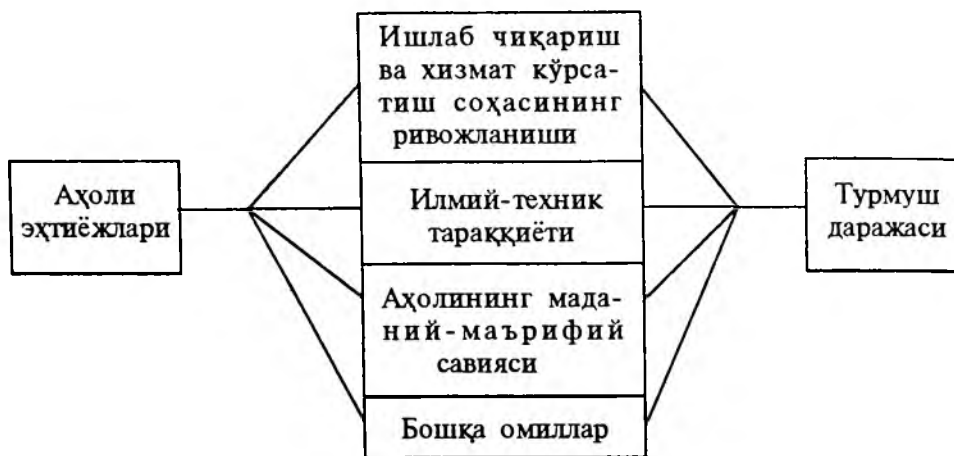 Аҳоли
эҳтиёжлари
Ишлаб чиқариш
ва хизмат кўрса-
тиш соҳасининг
ривожланиши
Илмий-техник
тараққиёти
Аҳолининг мада-
ний-маърифий
савияси
Бошқа омиллар
Турмуш
даражаси